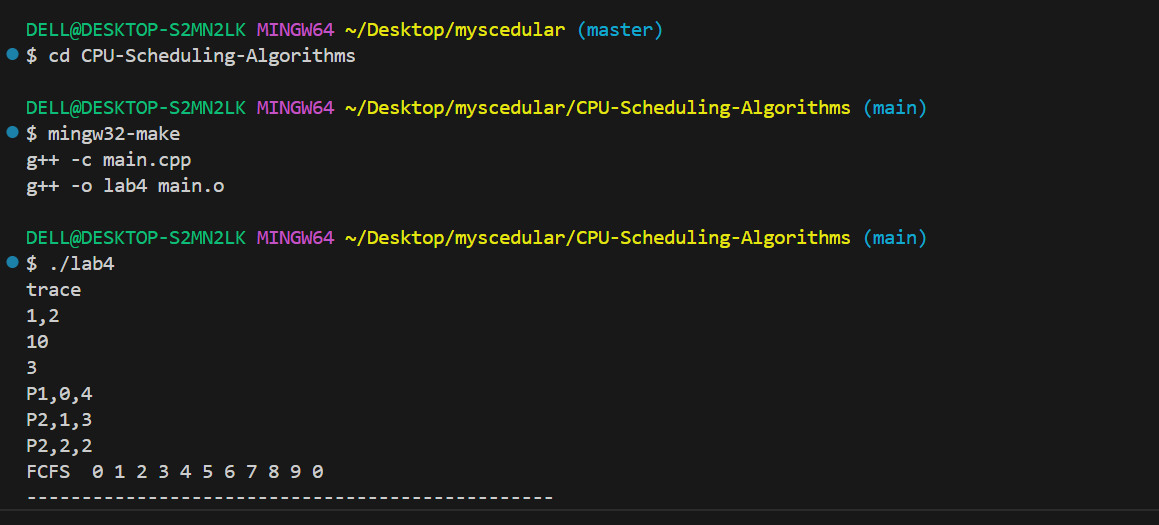 DELL@DESKTOP-S2MN2LK MINGW64 ~/Desktop/myscedular (master)
$ cd CPU-Scheduling-Algorithms
DELL@DESKTOP-S2MN2LK MINGW64 ~/Desktop/myscedular/CPU-Scheduling-Algorithms (main)
$ mingw32-make
g++ -c main.cpp
g++ -o lab4 main.o
DELL@DESKTOP-S2MN2LK MINGW64 ~/Desktop/myscedular/CPU-Scheduling-Algorithms (main)
$ ./lab4
trace
1,2
10
3
P1,0,4
P2,1,3
P2,2,2
FCFS  0 1 2 3 4 5 6 7 8 9 0
------------------------------------------------